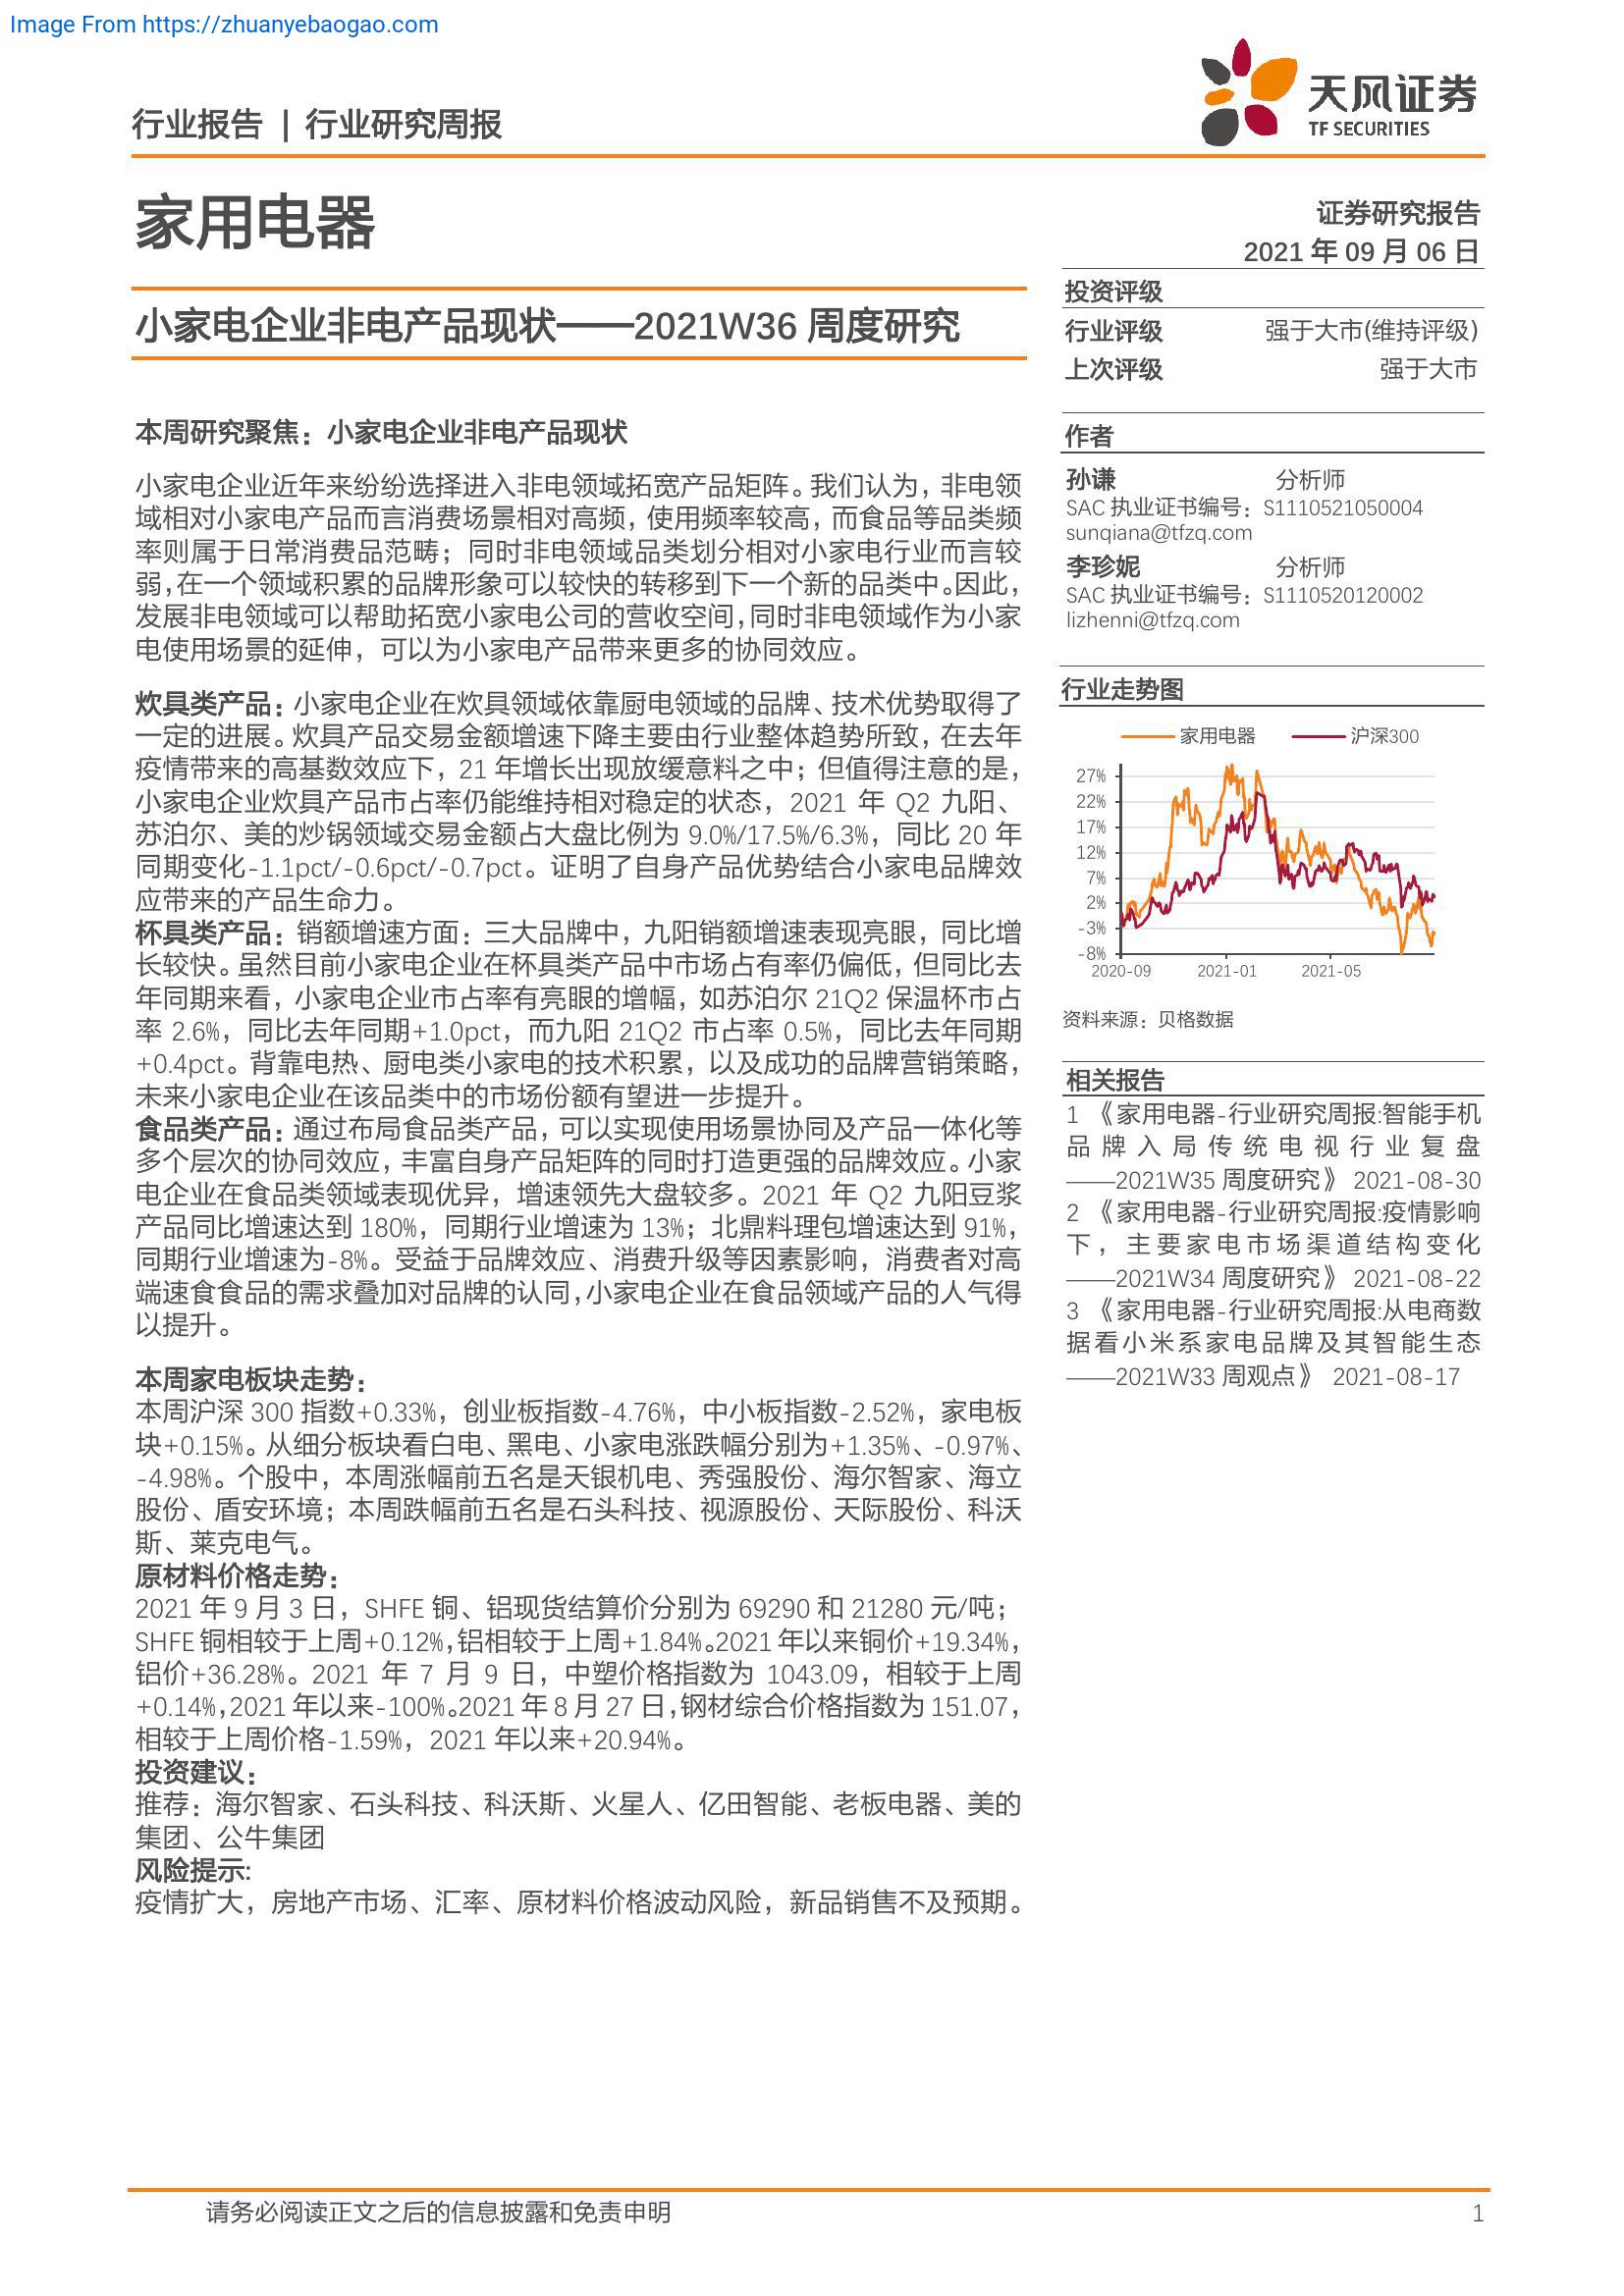 Image From https://zhuanyebaogao.com
行业报告 | 行业研究周报
天风证券
TF SECURITIES
家用电器
证券研究报告
2021 年 09 月 06 日
小家电企业非电产品现状——2021W36 周度研究
投资评级
行业评级 强于大市(维持评级)
上次评级 强于大市
本周研究聚焦：小家电企业非电产品现状
小家电企业近年来纷纷选择进入非电领域拓宽产品矩阵。我们认为，非电领
域相对小家电产品而言消费场景相对高频，使用频率较高，而食品等品类频
率则属于日常消费品范畴；同时非电领域品类划分相对小家电行业而言较
弱，在一个领域积累的品牌形象可以较快的转移到下一个新的品类中。因此，
发展非电领域可以帮助拓宽小家电公司的营收空间，同时非电领域作为小家
电使用场景的延伸，可以为小家电产品带来更多的协同效应。
炊具类产品：小家电企业在炊具领域依靠厨电领域的品牌、技术优势取得了
一定的进展。炊具产品交易金额增速下降主要由行业整体趋势所致，在去年
疫情带来的高基数效应下，21 年增长出现放缓意料之中；但值得注意的是，
小家电企业炊具产品市占率仍能维持相对稳定的状态，2021 年 Q2 九阳、
苏泊尔、美的炒锅领域交易金额占大盘比例为 9.0%/17.5%/6.3%，同比 20 年
同期变化-1.1pct/-0.6pct/-0.7pct。证明了自身产品优势结合小家电品牌效
应带来的产品生命力。
杯具类产品：销额增速方面：三大品牌中，九阳销额增速表现亮眼，同比增
长较快。虽然目前小家电企业在杯具类产品中市场占有率仍偏低，但同比去
年同期来看，小家电企业市占率有亮眼的增幅，如苏泊尔 21Q2 保温杯市占
率 2.6%，同比去年同期+1.0pct，而九阳 21Q2 市占率 0.5%，同比去年同期
+0.4pct。背靠电热、厨电类小家电的技术积累，以及成功的品牌营销策略，
未来小家电企业在该品类中的市场份额有望进一步提升。
食品类产品：通过布局食品类产品，可以实现使用场景协同及产品一体化等
多个层次的协同效应，丰富自身产品矩阵的同时打造更强的品牌效应。小家
电企业在食品类领域表现优异，增速领先大盘较多。2021 年 Q2 九阳豆浆
产品同比增速达到 180%，同期行业增速为 13%；北鼎料理包增速达到 91%，
同期行业增速为-8%。受益于品牌效应、消费升级等因素影响，消费者对高
端速食食品的需求叠加对品牌的认同，小家电企业在食品领域产品的人气得
以提升。
本周家电板块走势：
本周沪深 300 指数+0.33%，创业板指数-4.76%，中小板指数-2.52%，家电板
块+0.15%。从细分板块看白电、黑电、小家电涨跌幅分别为+1.35%、-0.97%、
-4.98%。个股中，本周涨幅前五名是天银机电、秀强股份、海尔智家、海立
股份、盾安环境；本周跌幅前五名是石头科技、视源股份、天际股份、科沃
斯、莱克电气。
原材料价格走势：
2021 年 9 月 3 日，SHFE 铜、铝现货结算价分别为 69290 和 21280 元/吨；
SHFE 铜相较于上周+0.12%，铝相较于上周+1.84%。2021 年以来铜价+19.34%，
铝价+36.28%。2021 年 7 月 9 日，中塑价格指数为 1043.09，相较于上周
+0.14%，2021 年以来-100%。2021 年 8 月 27 日，钢材综合价格指数为 151.07，
相较于上周价格-1.59%，2021 年以来+20.94%。
投资建议：
推荐：海尔智家、石头科技、科沃斯、火星人、亿田智能、老板电器、美的
集团、公牛集团
风险提示:
疫情扩大，房地产市场、汇率、原材料价格波动风险，新品销售不及预期。
作者
孙谦 分析师
SAC 执业证书编号：S1110521050004
sunqiana@tfzq.com
李珍妮 分析师
SAC 执业证书编号：S1110520120002
lizhenni@tfzq.com
行业走势图
家用电器 沪深300
27%
22%
17%
12%
7%
2%
-3%
-8%
2020-09 2021-01 2021-05
资料来源：贝格数据
相关报告
1 《家用电器-行业研究周报:智能手机
品牌入局传统电视行业复盘
——2021W35 周度研究》 2021-08-30
2 《家用电器-行业研究周报:疫情影响
下，主要家电市场渠道结构变化
——2021W34 周度研究》 2021-08-22
3 《家用电器-行业研究周报:从电商数
据看小米系家电品牌及其智能生态
——2021W33 周观点》 2021-08-17
请务必阅读正文之后的信息披露和免责申明 1